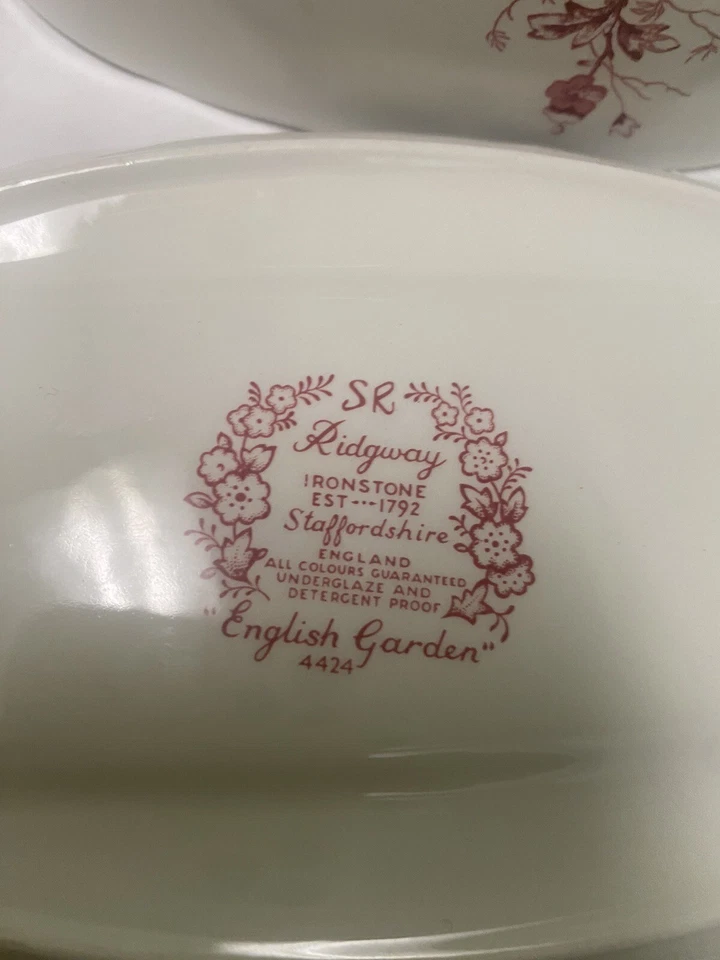 SR
Ridgway
IRONSTONE
EST---1792
Staffordshire
ENGLAND
ALL COLOURS GUARANTEED
UNDERGLAZE AND
DETERGENT PROOF
"English Garden"
4424